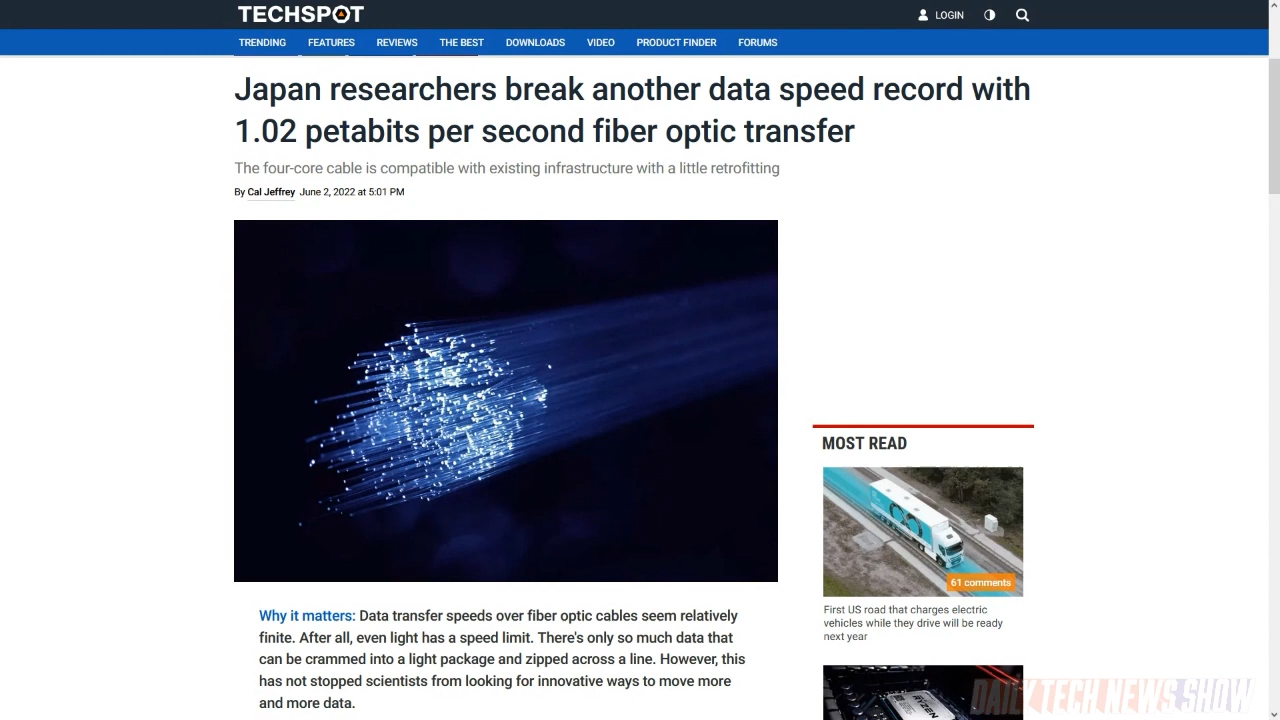 TECHSPOT
LOGIN
TRENDING FEATURES REVIEWS THE BEST DOWNLOADS VIDEO PRODUCT FINDER FORUMS
Japan researchers break another data speed record with
1.02 petabits per second fiber optic transfer
The four-core cable is compatible with existing infrastructure with a little retrofitting
By Cal Jeffrey June 2, 2022 at 5:01 PM
MOST READ
61 comments
First US road that charges electric
vehicles while they drive will be ready
next year
Why it matters: Data transfer speeds over fiber optic cables seem relatively
finite. After all, even light has a speed limit. There's only so much data that
can be crammed into a light package and zipped across a line. However, this
has not stopped scientists from looking for innovative ways to move more
and more data.
RYZEN
DAILY TECH NEWS SHOW